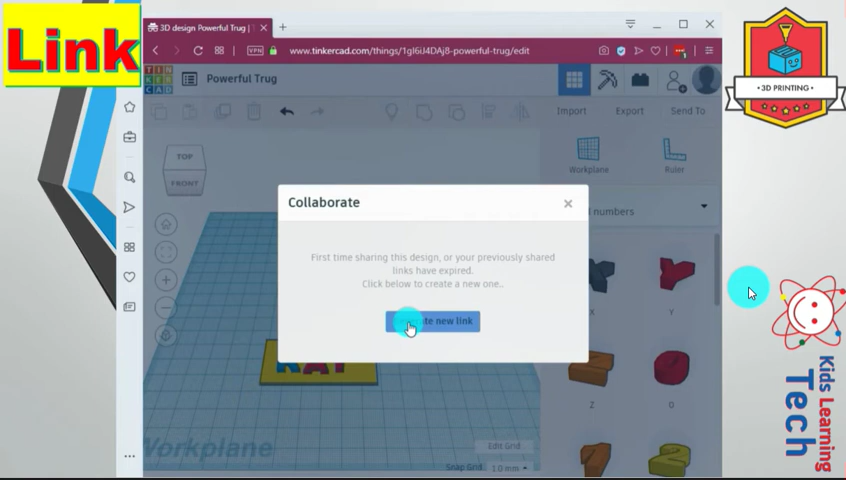 Link
3D design Powerful Trug |
VPN
www.tinkercad.com/things/1gI6iJ4DAj8-powerful-trug/edit
TIN
KER
CAD
Powerful Trug
Import
Export
Send To
3D PRINTING
TOP
FRONT
Workplane
Ruler
Collaborate
numbers
First time sharing this design, or your previously shared
links have expired.
Click below to create a new one..
X
Y
new link
Z
0
KAT
Workplane
Edit Grid
Snap Grid
1.0 mm
Kids Learning
Tech